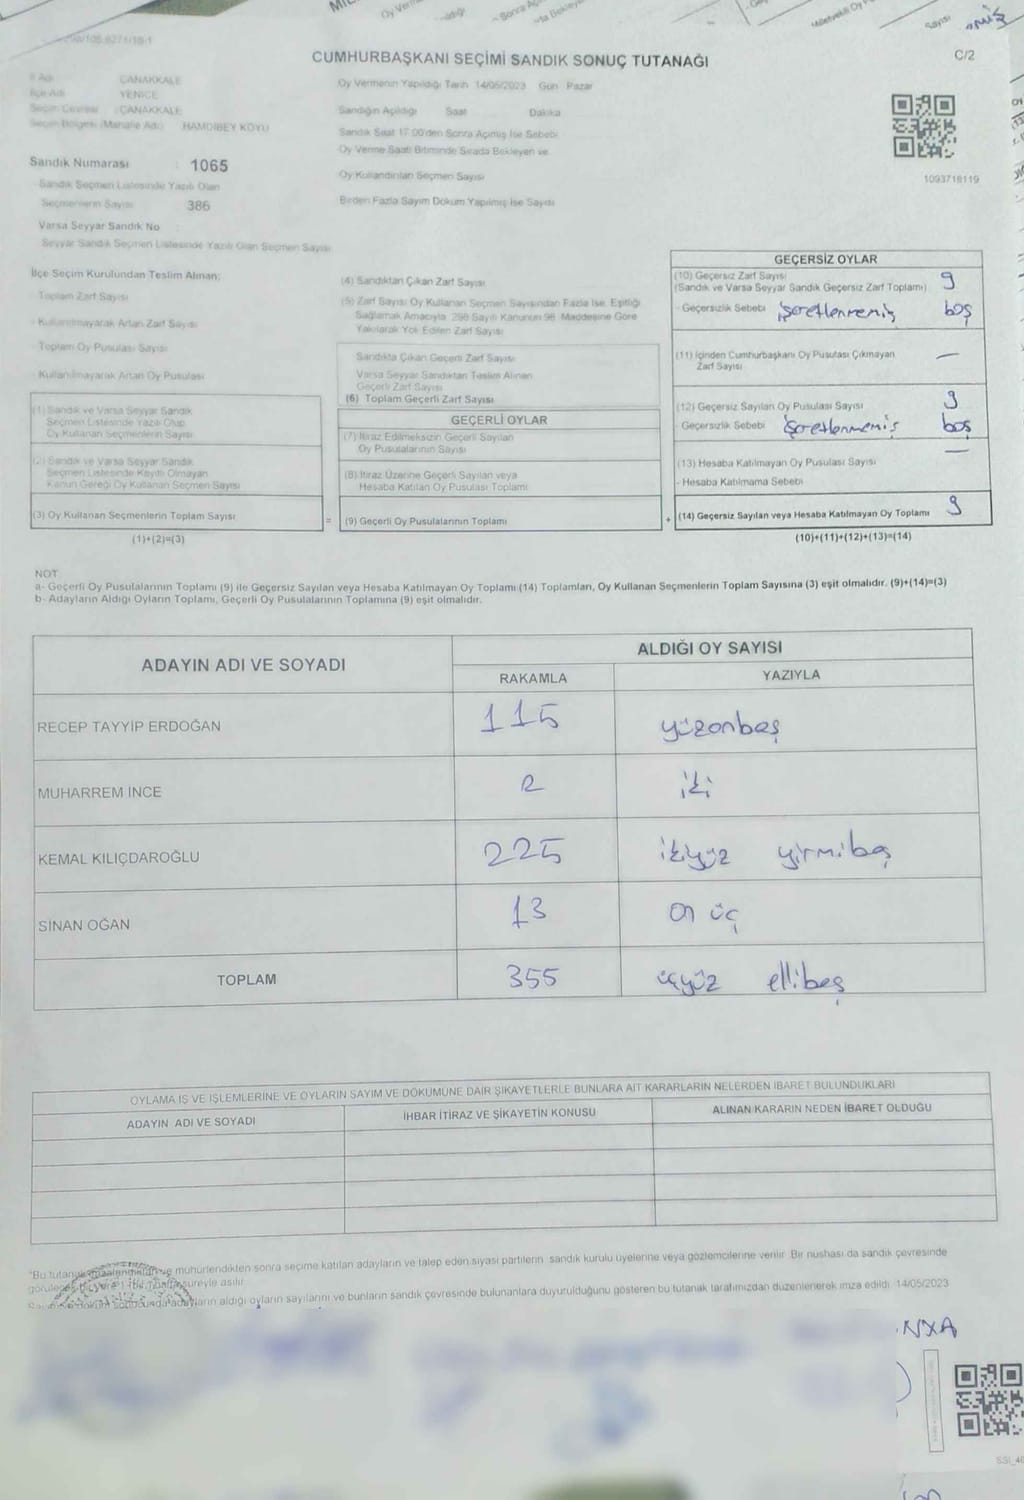 CUMHURBAŞKANI SEÇİMİ SANDIK SONUÇ TUTANAĞI
C/2
İl Adı : ÇANAKKALE
İlçe Adı : YENİCE
Seçim Çevresi : ÇANAKKALE
Seçim Bölgesi (Mahalle Adı) : HAMDİBEY KÖYÜ
Sandık Numarası : 1065
Sandık Seçmen Listesinde Yazılı Olan
Seçmenlerin Sayısı : 386
Varsa Seyyar Sandık No
Seyyar Sandık Seçmen Listesinde Yazılı Olan Seçmen Sayısı
Oy Vermenin Yapıldığı Tarih 14/05/2023 Gün Pazar
Sandığın Açıldığı Saat Dakika
Sandık Saat 17.00'den Sonra Açılmış İse Sebebi
Oy Verme Saati Bitiminde Sırada Bekleyen ve
Oy Kullandırılan Seçmen Sayısı
Birden Fazla Sayım Döküm Yapılmış İse Sayısı
1093718119
İlçe Seçim Kurulundan Teslim Alınan;
Toplam Zarf Sayısı
- Kullanılmayarak Artan Zarf Sayısı
- Toplam Oy Pusulası Sayısı
- Kullanılmayarak Artan Oy Pusulası
(1) Sandık ve Varsa Seyyar Sandık
Seçmen Listesinde Yazılı Olup
Oy Kullanan Seçmenlerin Sayısı
(2) Sandık ve Varsa Seyyar Sandık
Seçmen Listesinde Kayıtlı Olmayan
Kanun Gereği Oy Kullanan Seçmen Sayısı
(3) Oy Kullanan Seçmenlerin Toplam Sayısı
(1)+(2)=(3)
=
(4) Sandıktan Çıkan Zarf Sayısı
(5) Zarf Sayısı Oy Kullanan Seçmen Sayısından Fazla İse, Eşitliği
Sağlamak Amacıyla 298 Sayılı Kanunun 98. Maddesine Göre
Yakılarak Yok Edilen Zarf Sayısı
Sandıkta Çıkan Geçerli Zarf Sayısı
Varsa Seyyar Sandıktan Teslim Alınan
Geçerli Zarf Sayısı
(6) Toplam Geçerli Zarf Sayısı
GEÇERLİ OYLAR
(7) İtiraz Edilmeksizin Geçerli Sayılan
Oy Pusulalarının Sayısı
(8) İtiraz Üzerine Geçerli Sayılan veya
Hesaba Katılan Oy Pusulası Toplamı
(9) Geçerli Oy Pusulalarının Toplamı
+
GEÇERSİZ OYLAR
(10) Geçersiz Zarf Sayısı 9
(Sandık ve Varsa Seyyar Sandık Geçersiz Zarf Toplamı)
- Geçersizlik Sebebi işaretlenmemiş boş
(11) İçinden Cumhurbaşkanı Oy Pusulası Çıkmayan —
Zarf Sayısı
(12) Geçersiz Sayılan Oy Pusulası Sayısı 9
- Geçersizlik Sebebi işaretlenmemiş boş
(13) Hesaba Katılmayan Oy Pusulası Sayısı —
- Hesaba Katılmama Sebebi
(14) Geçersiz Sayılan veya Hesaba Katılmayan Oy Toplamı 9
(10)+(11)+(12)+(13)=(14)
NOT:
a- Geçerli Oy Pusulalarının Toplamı (9) ile Geçersiz Sayılan veya Hesaba Katılmayan Oy Toplamı (14) Toplamları, Oy Kullanan Seçmenlerin Toplam Sayısına (3) eşit olmalıdır. (9)+(14)=(3)
b- Adayların Aldığı Oyların Toplamı, Geçerli Oy Pusulalarının Toplamına (9) eşit olmalıdır.
ADAYIN ADI VE SOYADI ALDIĞI OY SAYISI
RAKAMLA YAZIYLA
RECEP TAYYİP ERDOĞAN 115 yüzonbeş
MUHARREM İNCE 2 iki
KEMAL KILIÇDAROĞLU 225 ikiyüz yirmibeş
SİNAN OĞAN 13 on üç
TOPLAM 355 üçyüz ellibeş
OYLAMA İŞ VE İŞLEMLERİNE VE OYLARIN SAYIM VE DÖKÜMÜNE DAİR ŞİKAYETLERLE BUNLARA AİT KARARLARIN NELERDEN İBARET BULUNDUKLARI
ADAYIN ADI VE SOYADI İHBAR İTİRAZ VE ŞİKAYETİN KONUSU ALINAN KARARIN NEDEN İBARET OLDUĞU
"Bu tutanak mühürlendikten sonra seçime katılan adayların ve talep eden siyasi partilerin sandık kurulu üyelerine veya gözlemcilerine verilir. Bir nüshası da sandık çevresinde
süreyle asılır.
adayların aldığı oyların sayılarını ve bunların sandık çevresinde bulunanlara duyurulduğunu gösteren bu tutanak tarafımızdan düzenlenerek imza edildi. 14/05/2023